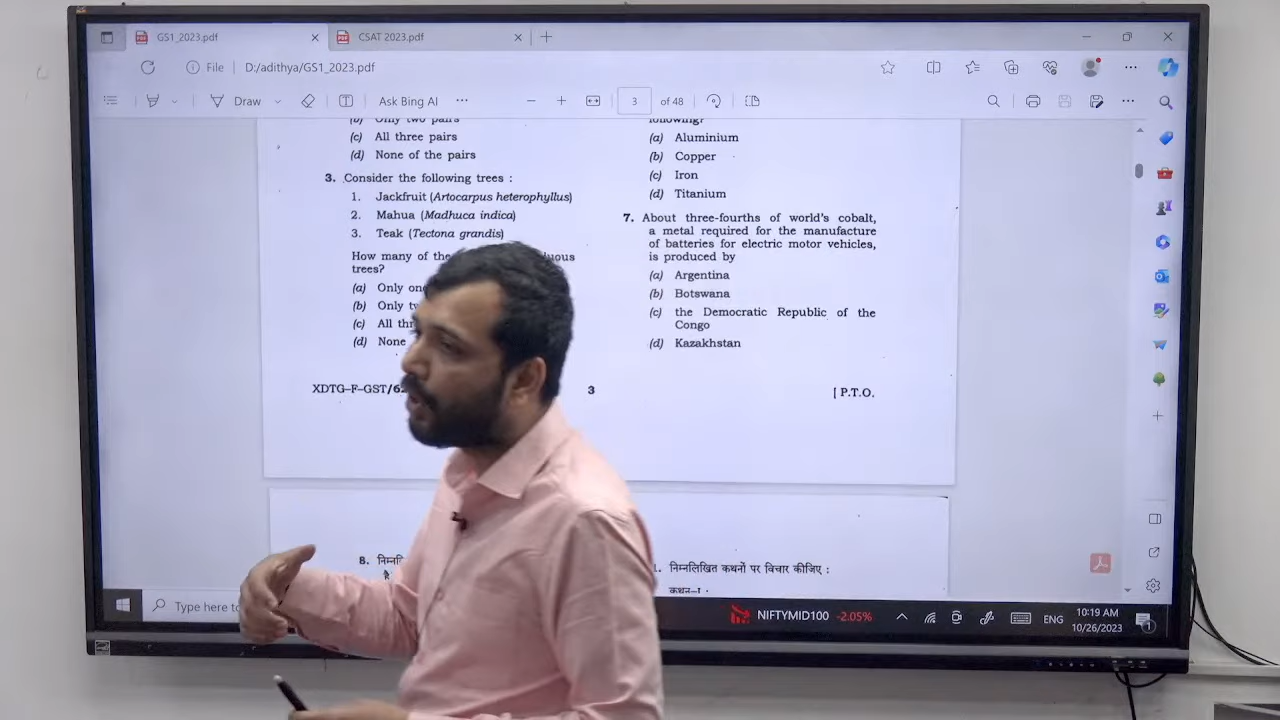 GS1_2023.pdf
CSAT 2023.pdf
File
D:/adithya/GS1_2023.pdf
Draw
Ask Bing AI
3
of 48
(b) Only two pairs
(c) All three pairs
(d) None of the pairs
3. Consider the following trees :
1. Jackfruit (Artocarpus heterophyllus)
2. Mahua (Madhuca indica)
3. Teak (Tectona grandis)
How many of the
trees?
(a) Only
(b) Only
(c) All
(d) None
XDTG–F–GST/
3
following?
(a) Aluminium
(b) Copper
(c) Iron
(d) Titanium
7. About three-fourths of world's cobalt,
a metal required for the manufacture
of batteries for electric motor vehicles,
is produced by
(a) Argentina
(b) Botswana
(c) the Democratic Republic of the
Congo
(d) Kazakhstan
[ P.T.O.
8.
है
निम्नलिखित कथनों पर विचार कीजिए :
कथन–I :
Type here to
NIFTYMID100 -2.05%
ENG
10:19 AM
10/26/2023
1